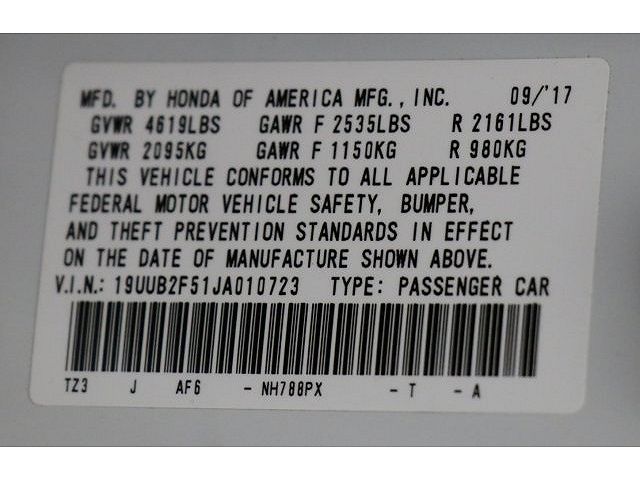 MFD. BY HONDA OF AMERICA MFG., INC. 09/'17
GVWR 4619LBS GAWR F 2535LBS R 2161LBS
GVWR 2095KG GAWR F 1150KG R 980KG
THIS VEHICLE CONFORMS TO ALL APPLICABLE
FEDERAL MOTOR VEHICLE SAFETY, BUMPER,
AND THEFT PREVENTION STANDARDS IN EFFECT
ON THE DATE OF MANUFACTURE SHOWN ABOVE.
V.I.N.: 19UUB2F51JA010723 TYPE: PASSENGER CAR
TZ3 J AF6 - NH788PX - T - A